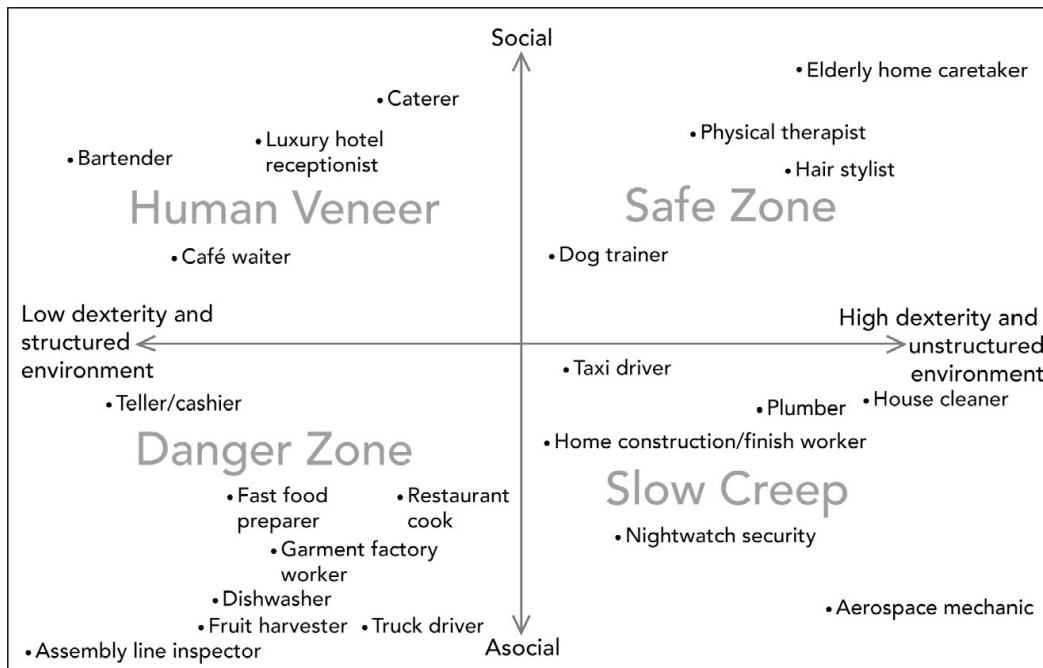 Social
Elderly home caretaker
Caterer
Physical therapist
Luxury hotel
receptionist
Bartender
Hair stylist
Human Veneer
Safe Zone
Café waiter
Dog trainer
Low dexterity and
structured
environment
High dexterity and
unstructured
environment
Taxi driver
Teller/cashier
Plumber
House cleaner
Danger Zone
Home construction/finish worker
Slow Creep
Fast food
preparer
Restaurant
cook
Nightwatch security
Garment factory
worker
Dishwasher
Aerospace mechanic
Fruit harvester
Truck driver
Asocial
Assembly line inspector